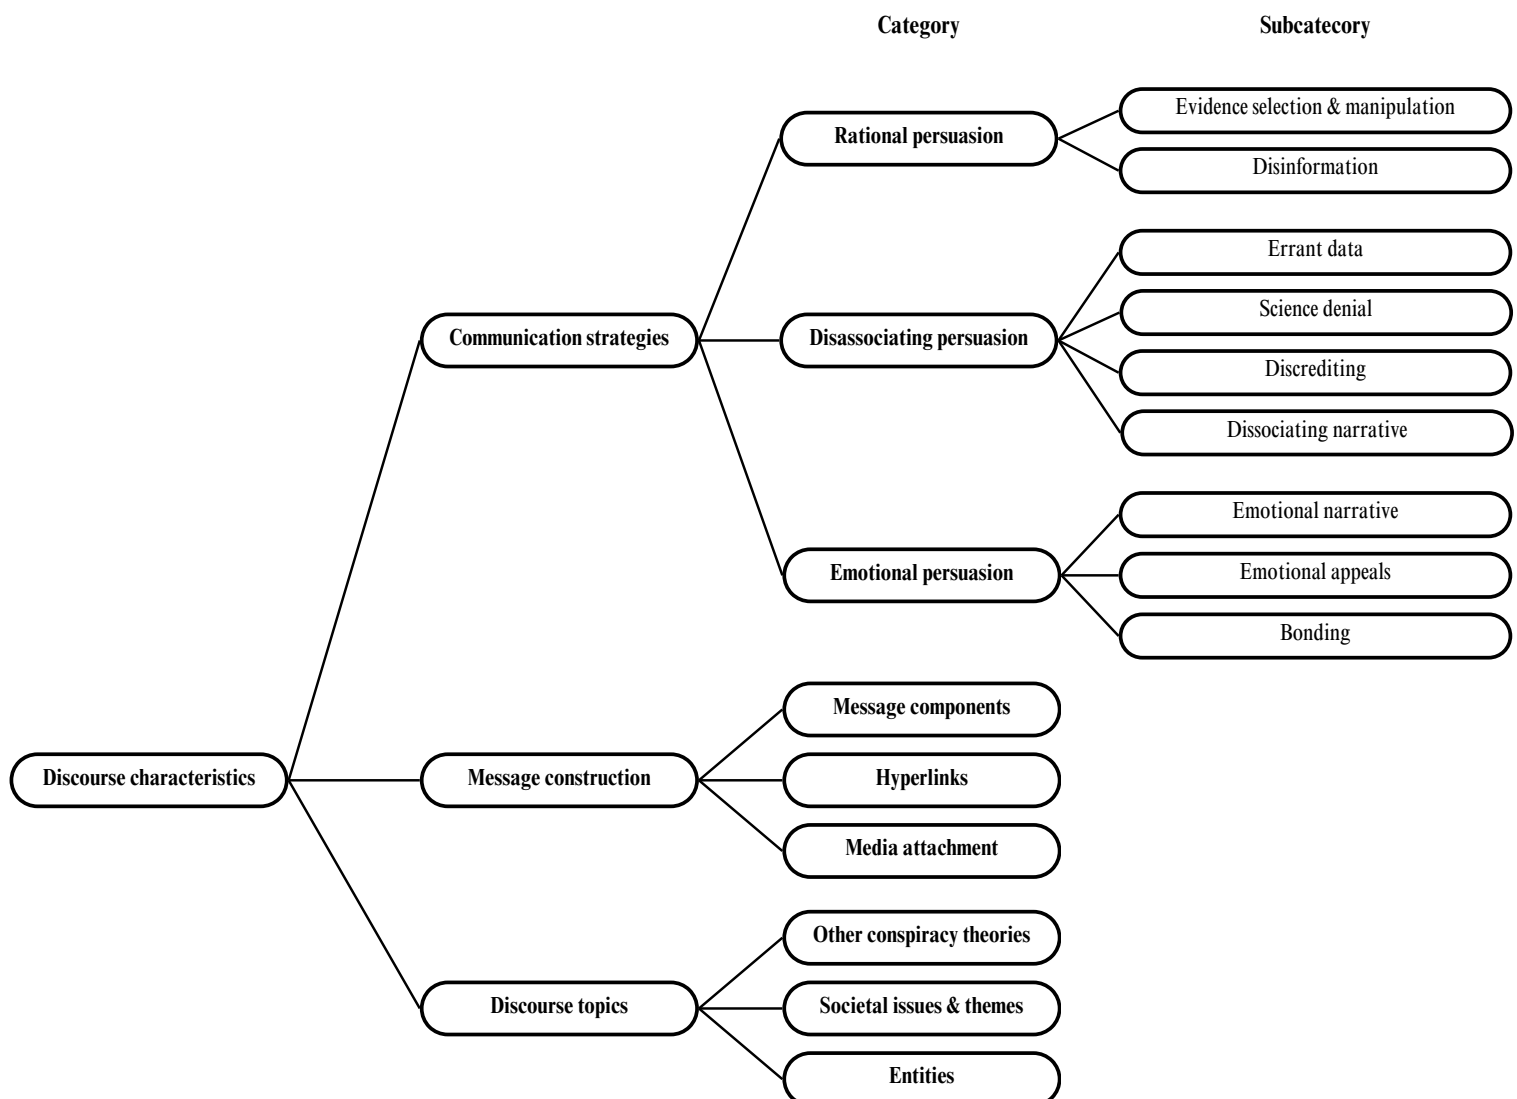 Category
Subcatecory
Evidence selection & manipulation
Rational persuasion
Disinformation
Errant data
Science denial
Communication strategies
Disassociating persuasion
Discrediting
Dissociating narrative
Emotional narrative
Emotional persuasion
Emotional appeals
Bonding
Message components
Discourse characteristics
Message construction
Hyperlinks
Media attachment
Other conspiracy theories
Discourse topics
Societal issues & themes
Entities